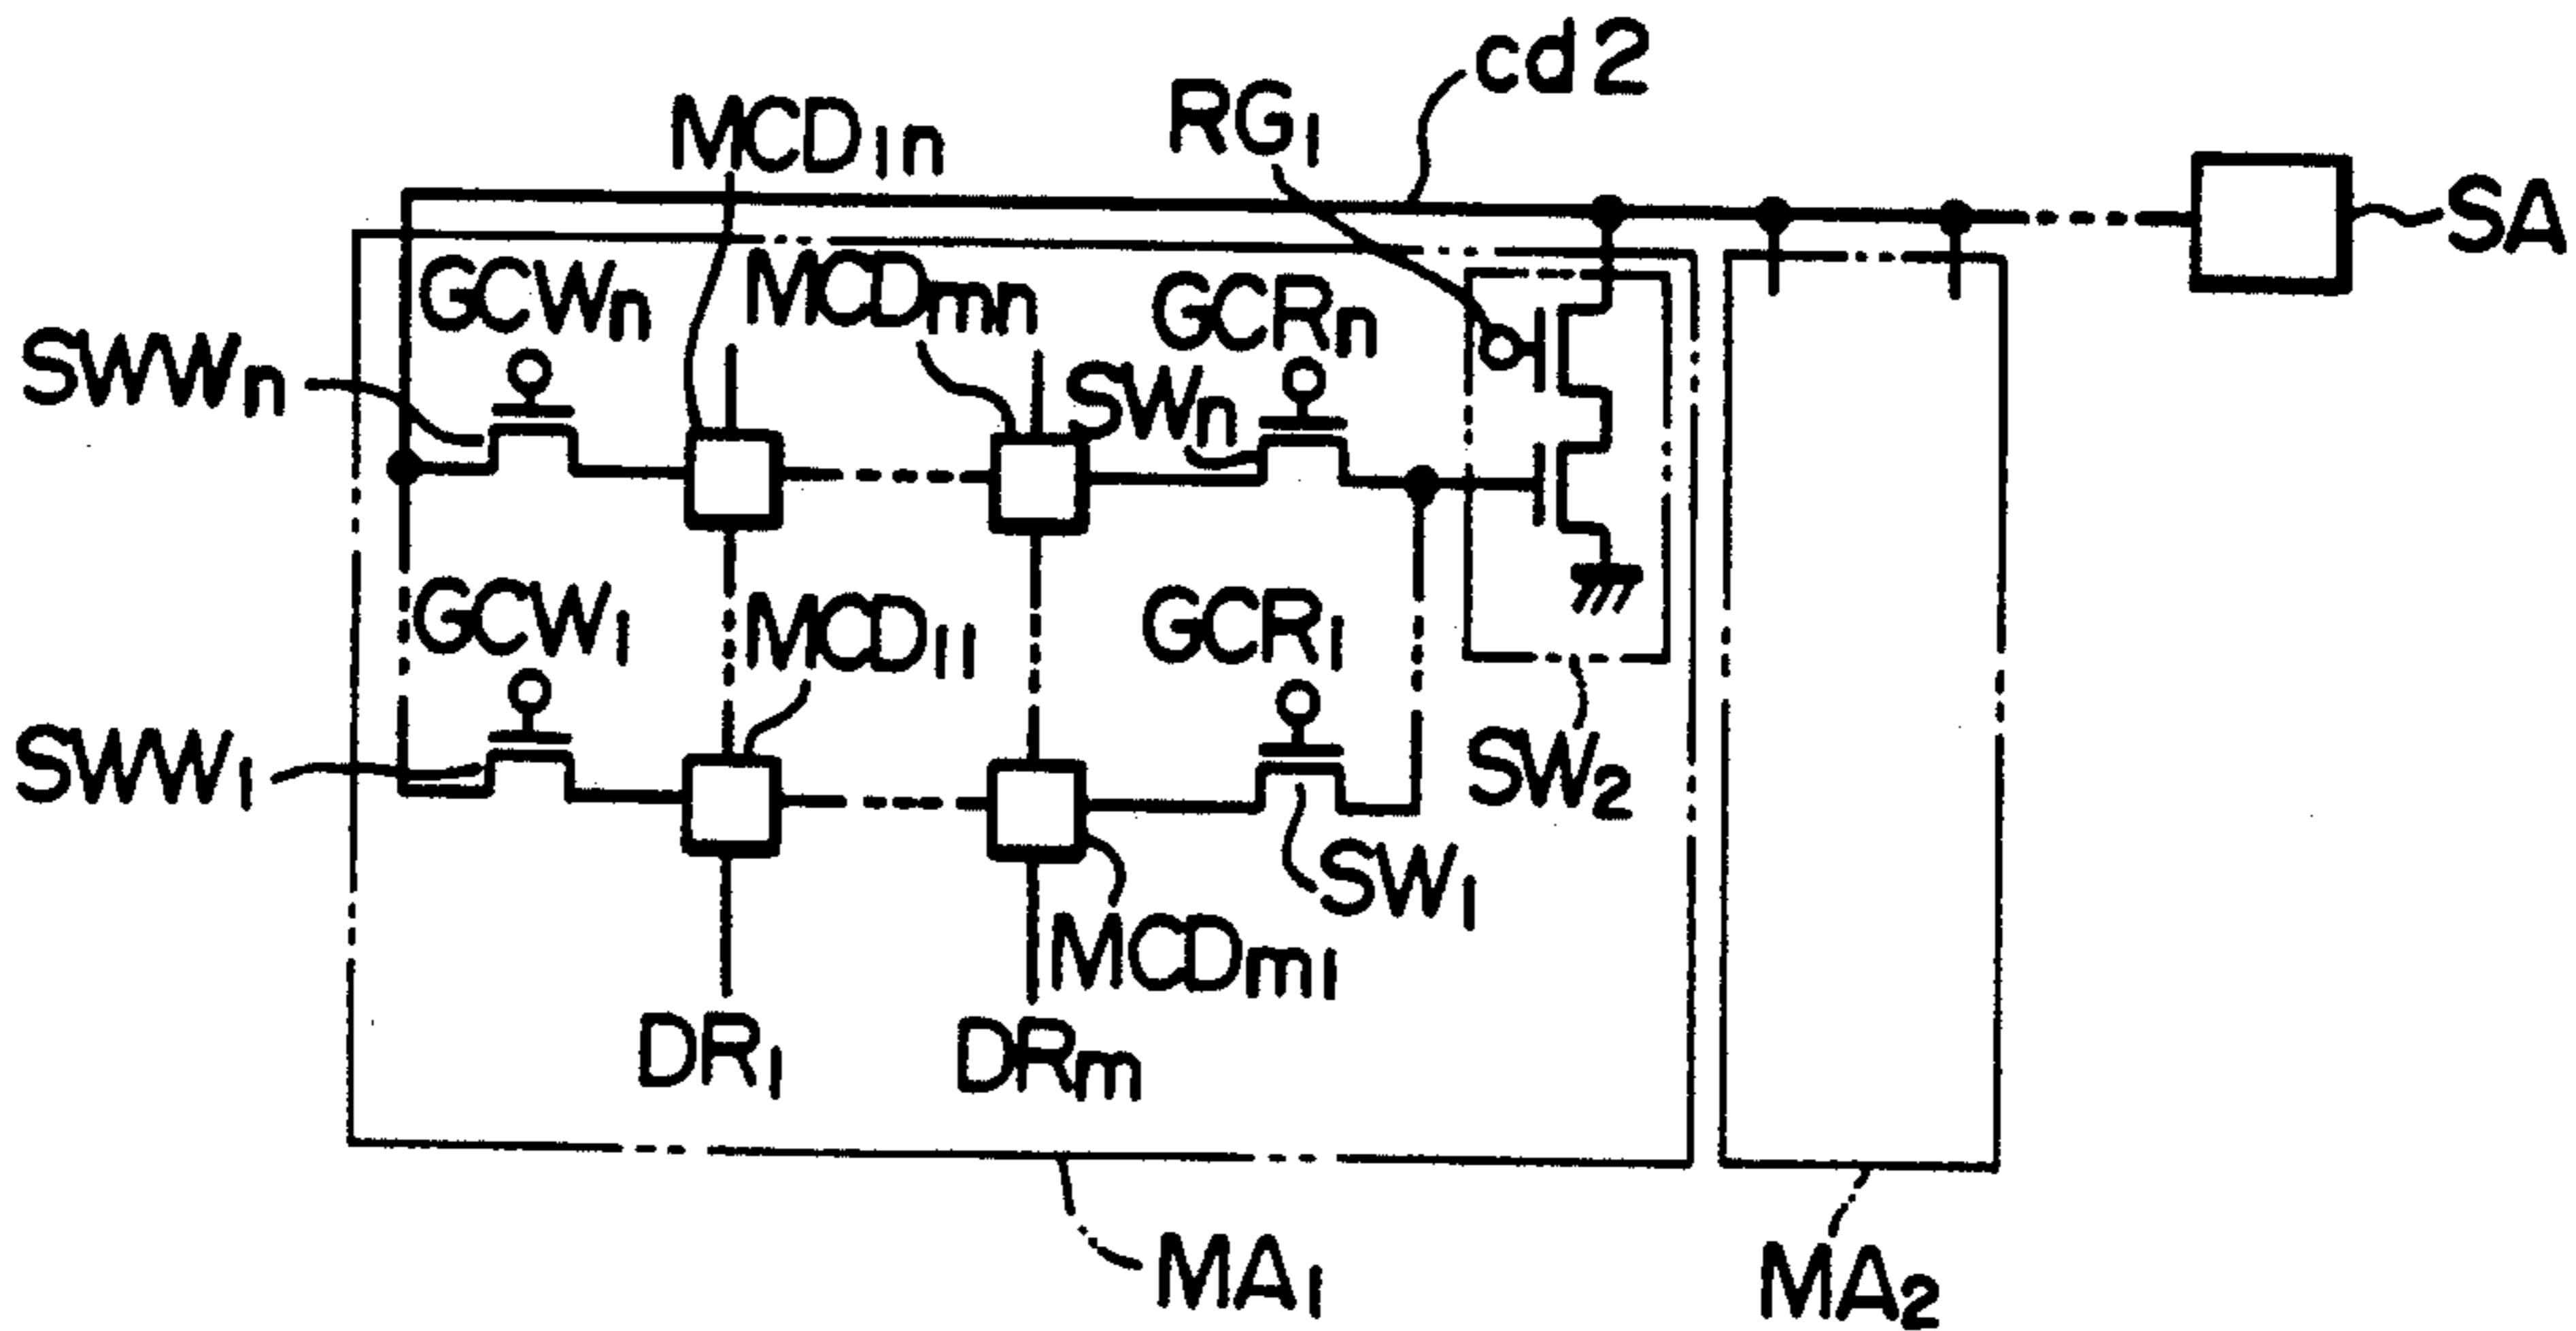 cd2
RG1
MCD1n
SA
GCWn
MCDmn
GCRn
SWWn
SWn
GCW1
MCD11
GCR1
SWW1
SW2
SW1
MCDm1
DR1
DRm
MA1
MA2